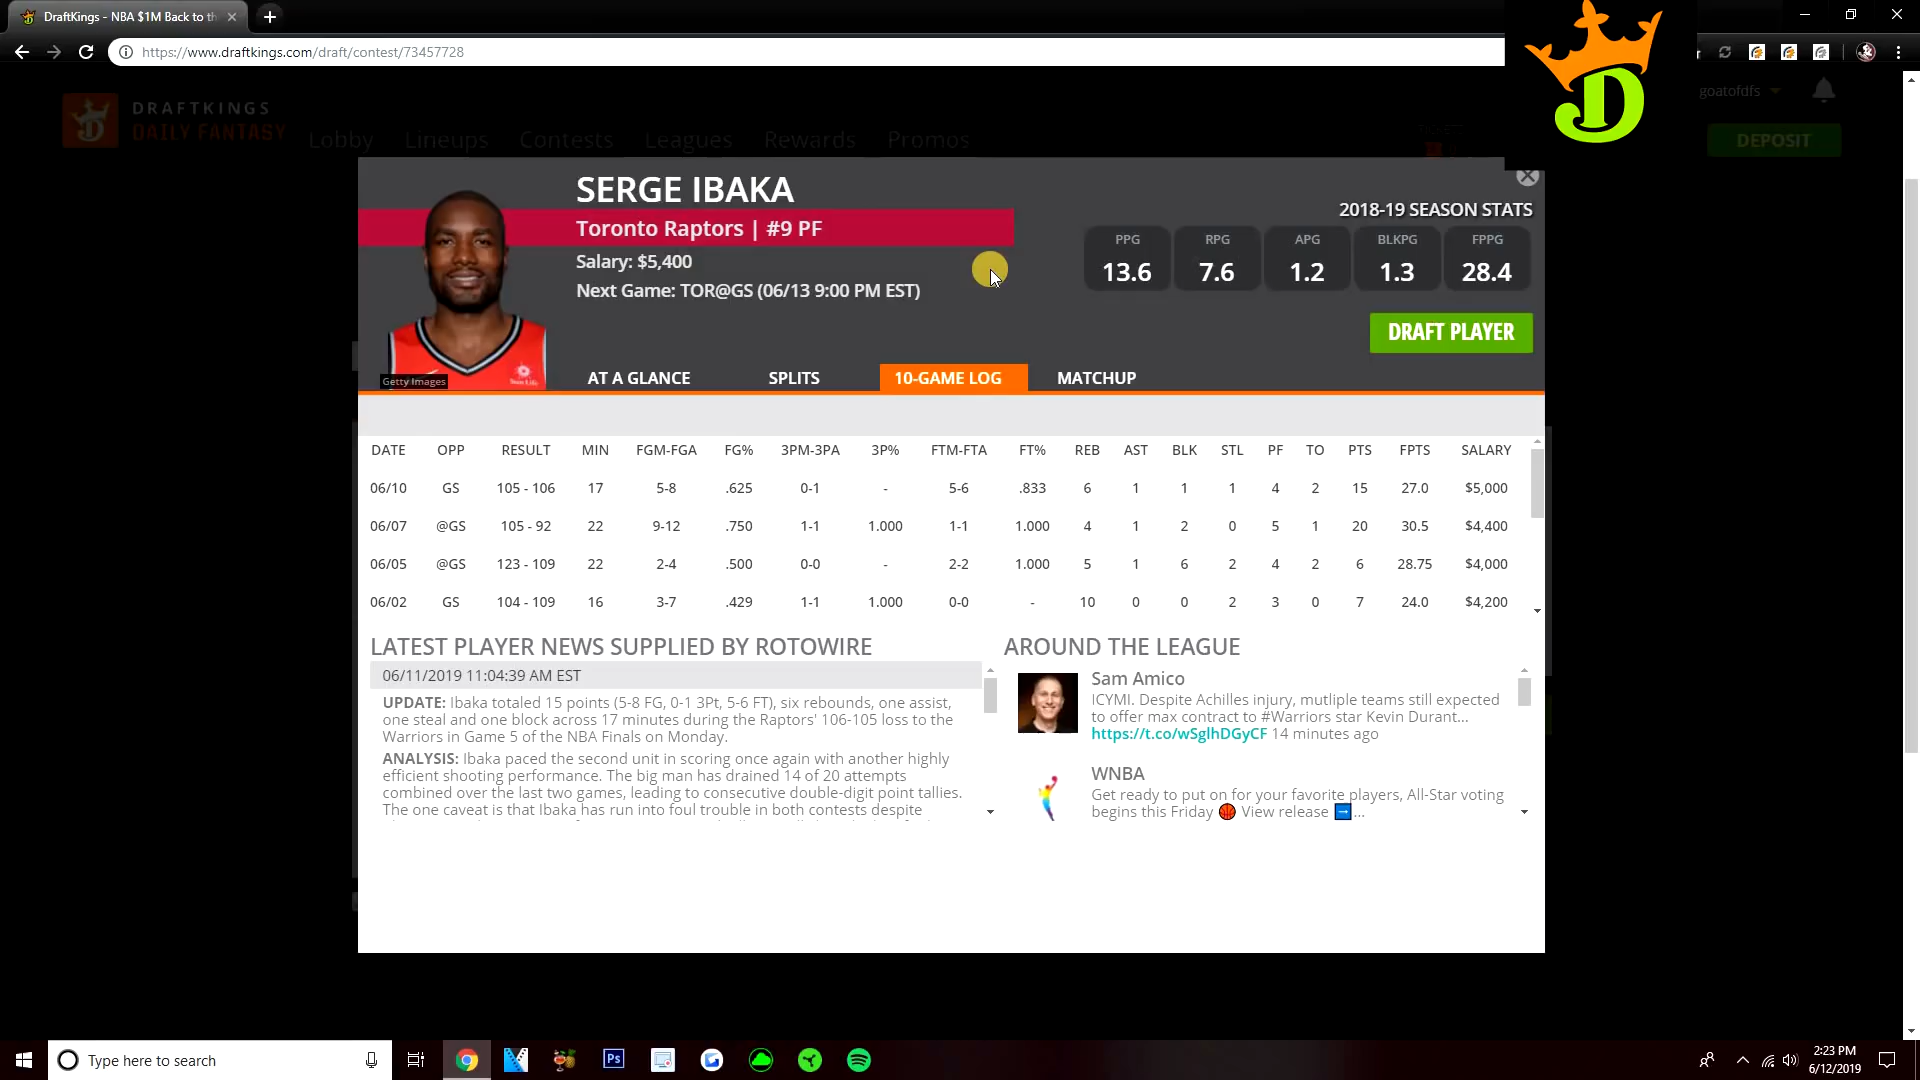 DraftKings - NBA $1M Back to th
https://www.draftkings.com/draft/contest/73457728
DRAFTKINGS
DAILY FANTASY
Lobby Lineups Contests Leagues Rewards Promos
goatofdfs
DEPOSIT
D
SERGE IBAKA
Toronto Raptors | #9 PF
Salary: $5,400
Next Game: TOR@GS (06/13 9:00 PM EST)
2018-19 SEASON STATS
PPG RPG APG BLKPG FPPG
13.6 7.6 1.2 1.3 28.4
DRAFT PLAYER
Getty Images
AT A GLANCE SPLITS 10-GAME LOG MATCHUP
DATE OPP RESULT MIN FGM-FGA FG% 3PM-3PA 3P% FTM-FTA FT% REB AST BLK STL PF TO PTS FPTS SALARY
06/10 GS 105 - 106 17 5-8 .625 0-1 - 5-6 .833 6 1 1 1 4 2 15 27.0 $5,000
06/07 @GS 105 - 92 22 9-12 .750 1-1 1.000 1-1 1.000 4 1 2 0 5 1 20 30.5 $4,400
06/05 @GS 123 - 109 22 2-4 .500 0-0 - 2-2 1.000 5 1 6 2 4 2 6 28.75 $4,000
06/02 GS 104 - 109 16 3-7 .429 1-1 1.000 0-0 - 10 0 0 2 3 0 7 24.0 $4,200
LATEST PLAYER NEWS SUPPLIED BY ROTOWIRE
06/11/2019 11:04:39 AM EST
UPDATE: Ibaka totaled 15 points (5-8 FG, 0-1 3Pt, 5-6 FT), six rebounds, one assist,
one steal and one block across 17 minutes during the Raptors' 106-105 loss to the
Warriors in Game 5 of the NBA Finals on Monday.
ANALYSIS: Ibaka paced the second unit in scoring once again with another highly
efficient shooting performance. The big man has drained 14 of 20 attempts
combined over the last two games, leading to consecutive double-digit point tallies.
The one caveat is that Ibaka has run into foul trouble in both contests despite
AROUND THE LEAGUE
Sam Amico
ICYMI. Despite Achilles injury, mutliple teams still expected
to offer max contract to #Warriors star Kevin Durant...
https://t.co/wSglhDGyCF 14 minutes ago
WNBA
Get ready to put on for your favorite players, All-Star voting
begins this Friday 🏀 View release ➡️...
Type here to search
Ps
2:23 PM
6/12/2019